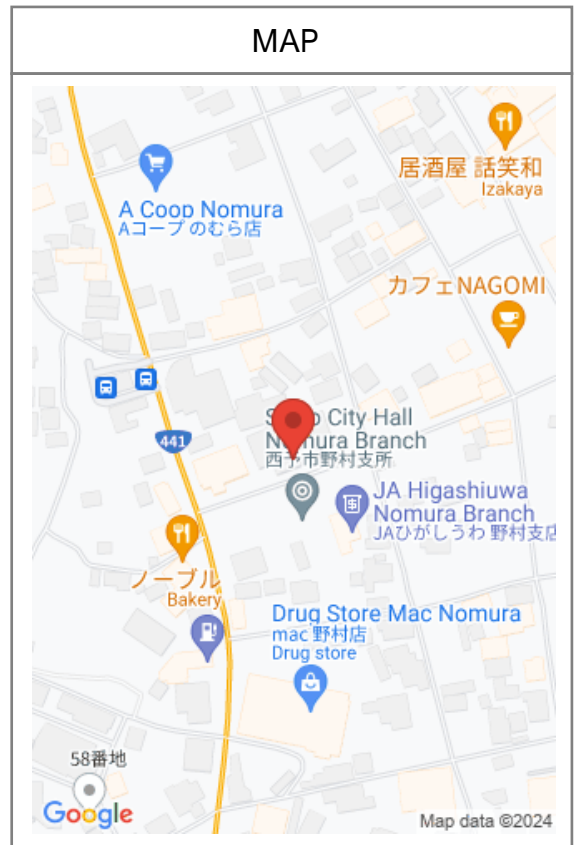 MAP
居酒屋 話笑和
Izakaya
A Coop Nomura
Aコープ のむら店
カフェNAGOMI
City Hall
Branch
西予市野村支所
441
JA Higashiuwa
Nomura Branch
JAひがしうわ 野村支店
ノーブル
Bakery
Drug Store Mac Nomura
mac 野村店
Drug store
58番地
Google
Map data ©2024